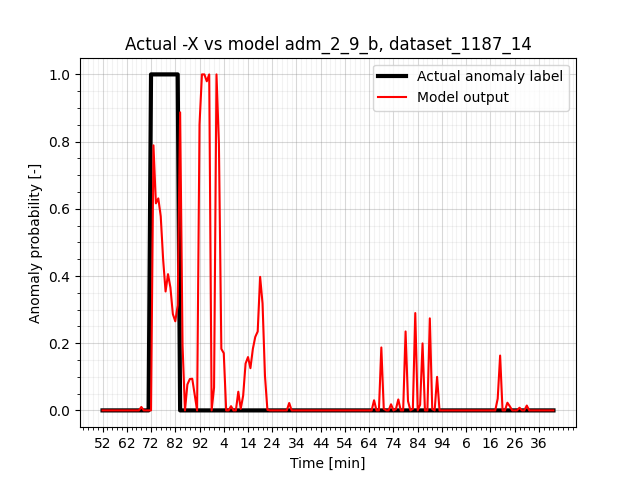 Actual -X vs model adm_2_9_b, dataset_1187_14
Actual anomaly label
Model output
Anomaly probability [-]
1.0
0.8
0.6
0.4
0.2
0.0
52 62 72 82 92 4 14 24 34 44 54 64 74 84 94 6 16 26 36
Time [min]